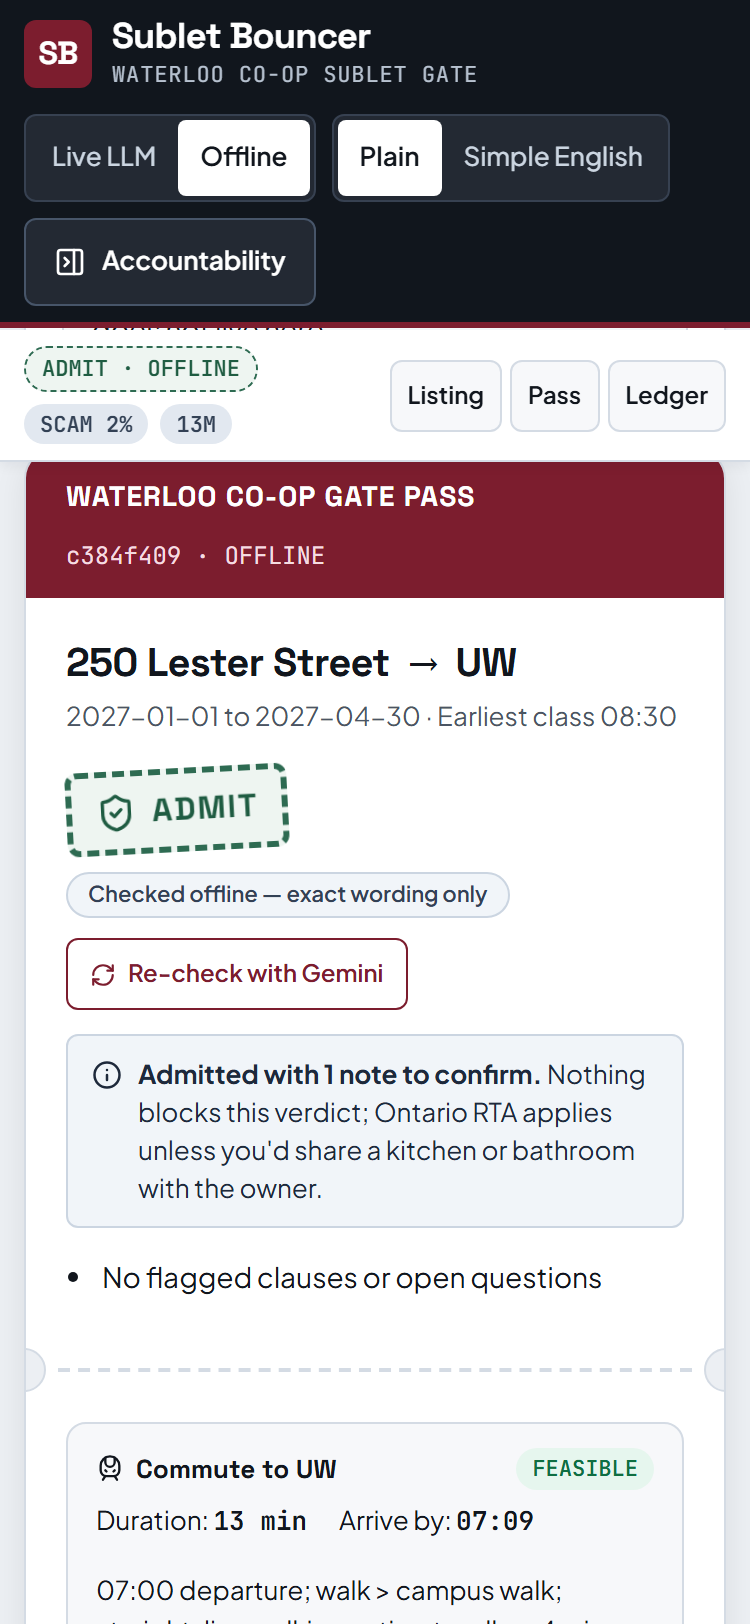 SB
Sublet Bouncer
WATERLOO CO-OP SUBLET GATE
Live LLM
Offline
Plain
Simple English
Accountability
ADMIT · OFFLINE
SCAM 2%
13M
Listing
Pass
Ledger
WATERLOO CO-OP GATE PASS
c384f409 · OFFLINE
250 Lester Street → UW
2027-01-01 to 2027-04-30 · Earliest class 08:30
ADMIT
Checked offline — exact wording only
Re-check with Gemini
Admitted with 1 note to confirm. Nothing
blocks this verdict; Ontario RTA applies
unless you'd share a kitchen or bathroom
with the owner.
• No flagged clauses or open questions
Commute to UW
FEASIBLE
Duration: 13 min Arrive by: 07:09
07:00 departure; walk > campus walk;